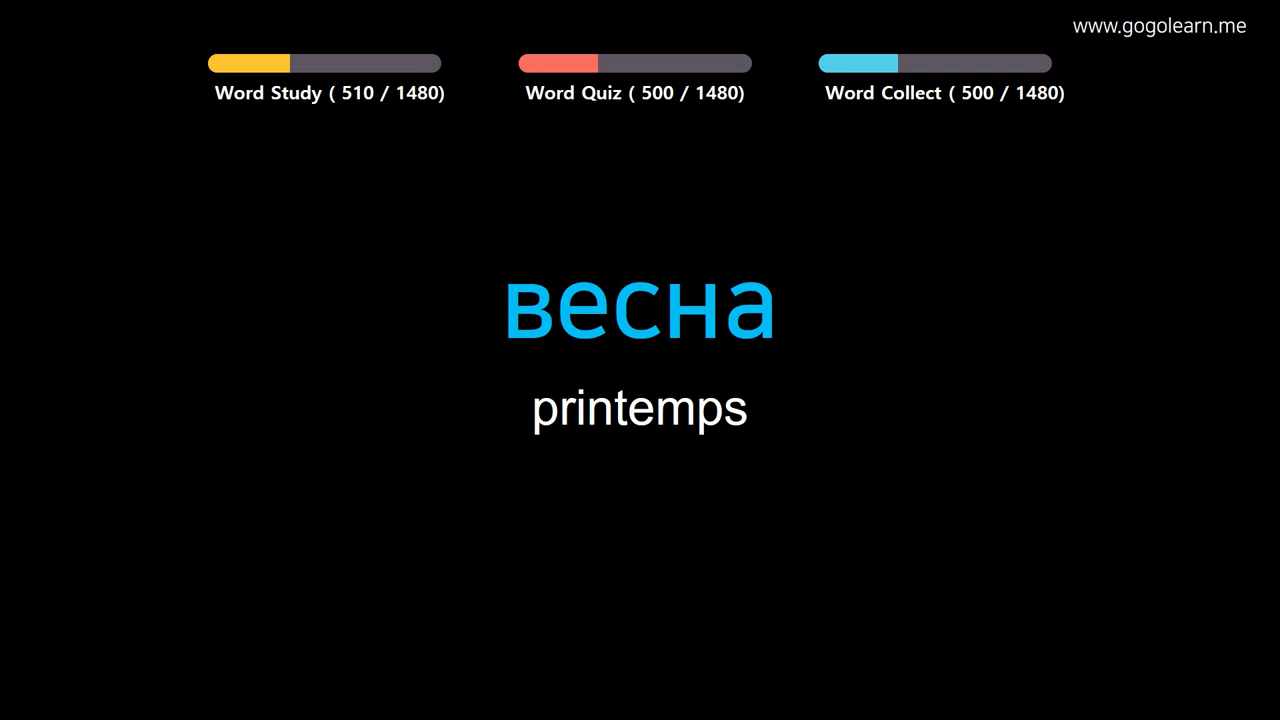 www.gogolearn.me
Word Study ( 510 / 1480)
Word Quiz ( 500 / 1480)
Word Collect ( 500 / 1480)
весна
printemps